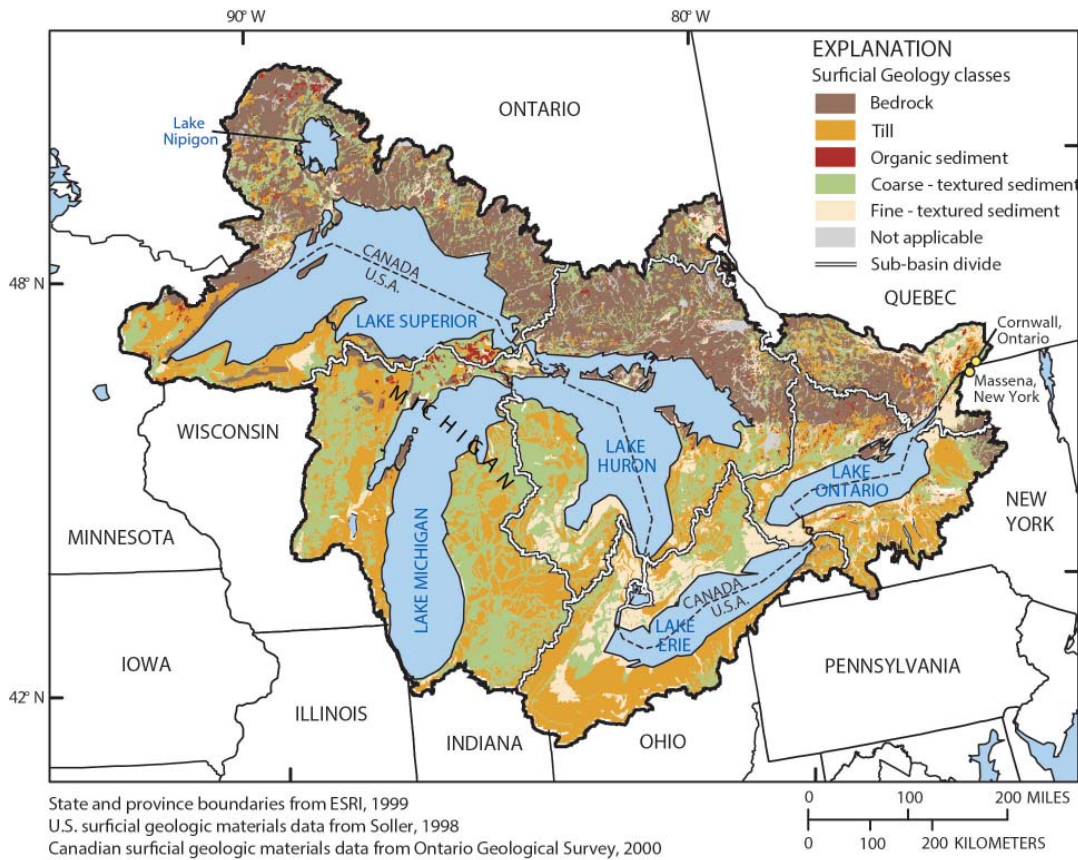 90° W
80° W
EXPLANATION
Surficial Geology classes
Bedrock
Till
Organic sediment
Coarse - textured sediment
Fine - textured sediment
Not applicable
Sub-basin divide
ONTARIO
Lake
Nipigon
48° N
CANADA
U.S.A.
LAKE SUPERIOR
QUEBEC
Cornwall,
Ontario
Massena,
New York
MICHIGAN
WISCONSIN
LAKE
HURON
LAKE
ONTARIO
NEW
YORK
MINNESOTA
LAKE MICHIGAN
CANADA
U.S.A.
LAKE
ERIE
IOWA
PENNSYLVANIA
42° N
ILLINOIS
INDIANA
OHIO
State and province boundaries from ESRI, 1999
U.S. surficial geologic materials data from Soller, 1998
Canadian surficial geologic materials data from Ontario Geological Survey, 2000
0 100 200 MILES
0 100 200 KILOMETERS